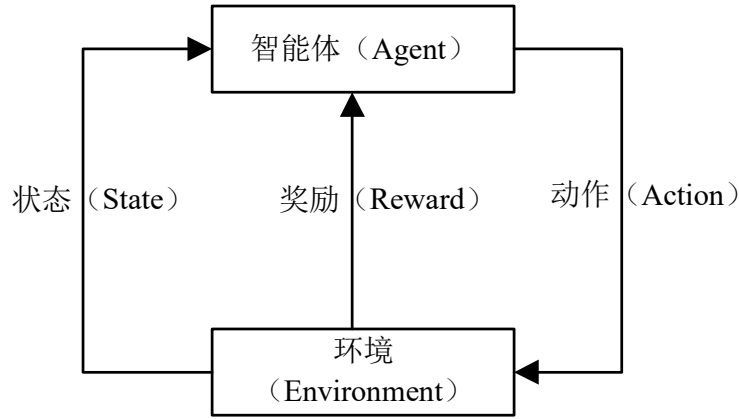 智能体（Agent）
状态（State）
奖励（Reward）
动作（Action）
环境
（Environment）